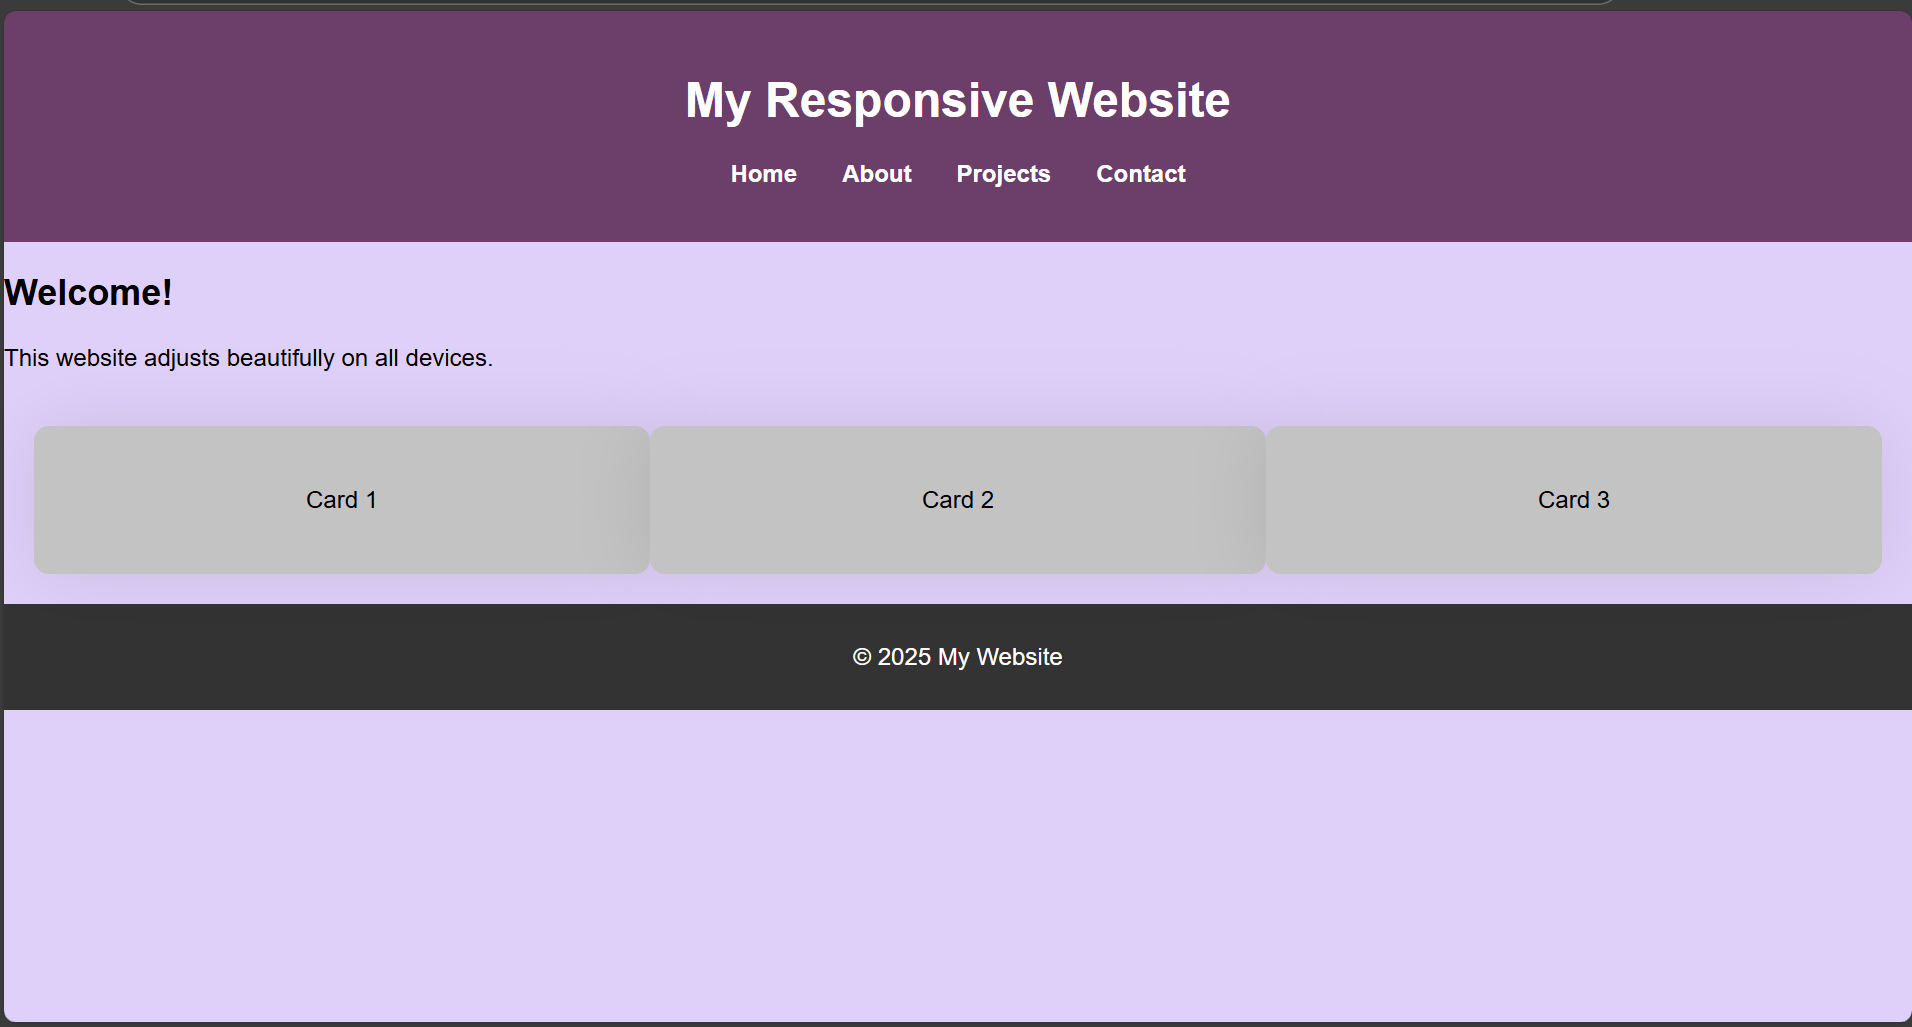 My Responsive Website
Home About Projects Contact
Welcome!
This website adjusts beautifully on all devices.
Card 1 Card 2 Card 3
© 2025 My Website